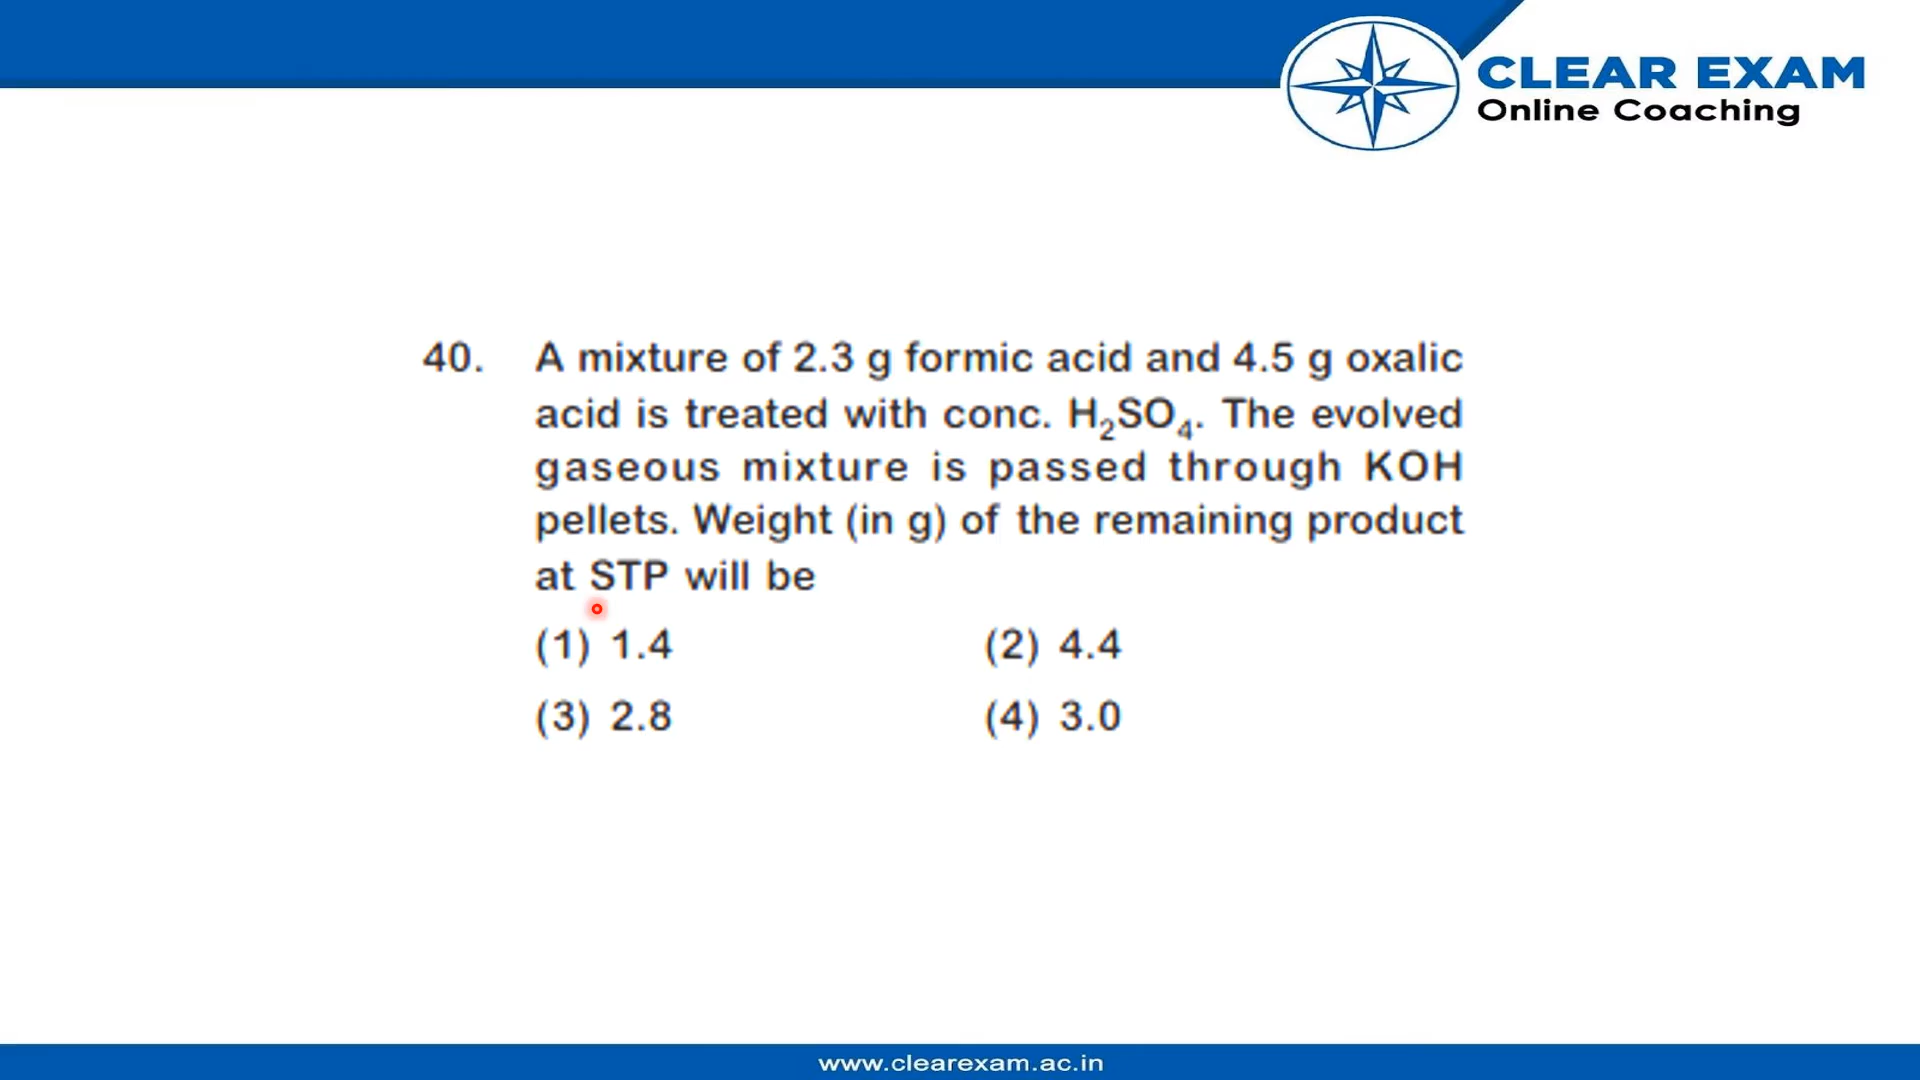 CLEAR EXAM
Online Coaching
40. A mixture of 2.3 g formic acid and 4.5 g oxalic
acid is treated with conc. H₂SO₄. The evolved
gaseous mixture is passed through KOH
pellets. Weight (in g) of the remaining product
at STP will be
(1) 1.4 (2) 4.4
(3) 2.8 (4) 3.0
www.clearexam.ac.in